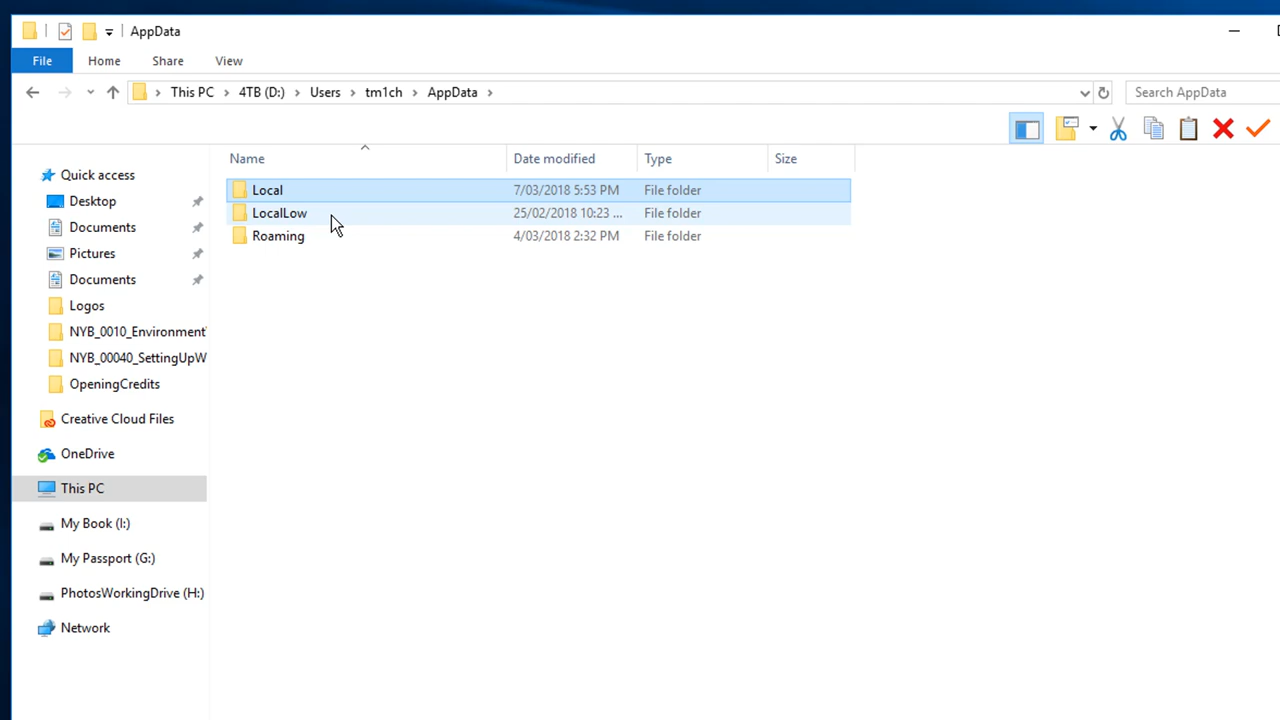 AppData
File Home Share View
This PC 4TB (D:) Users tm1ch AppData
Search AppData
Name Date modified Type Size
Quick access
Desktop
Documents
Pictures
Documents
Logos
NYB_0010_Environment
NYB_00040_SettingUpW
OpeningCredits
Creative Cloud Files
OneDrive
This PC
My Book (I:)
My Passport (G:)
PhotosWorkingDrive (H:)
Network
Local 7/03/2018 5:53 PM File folder
LocalLow 25/02/2018 10:23 ... File folder
Roaming 4/03/2018 2:32 PM File folder